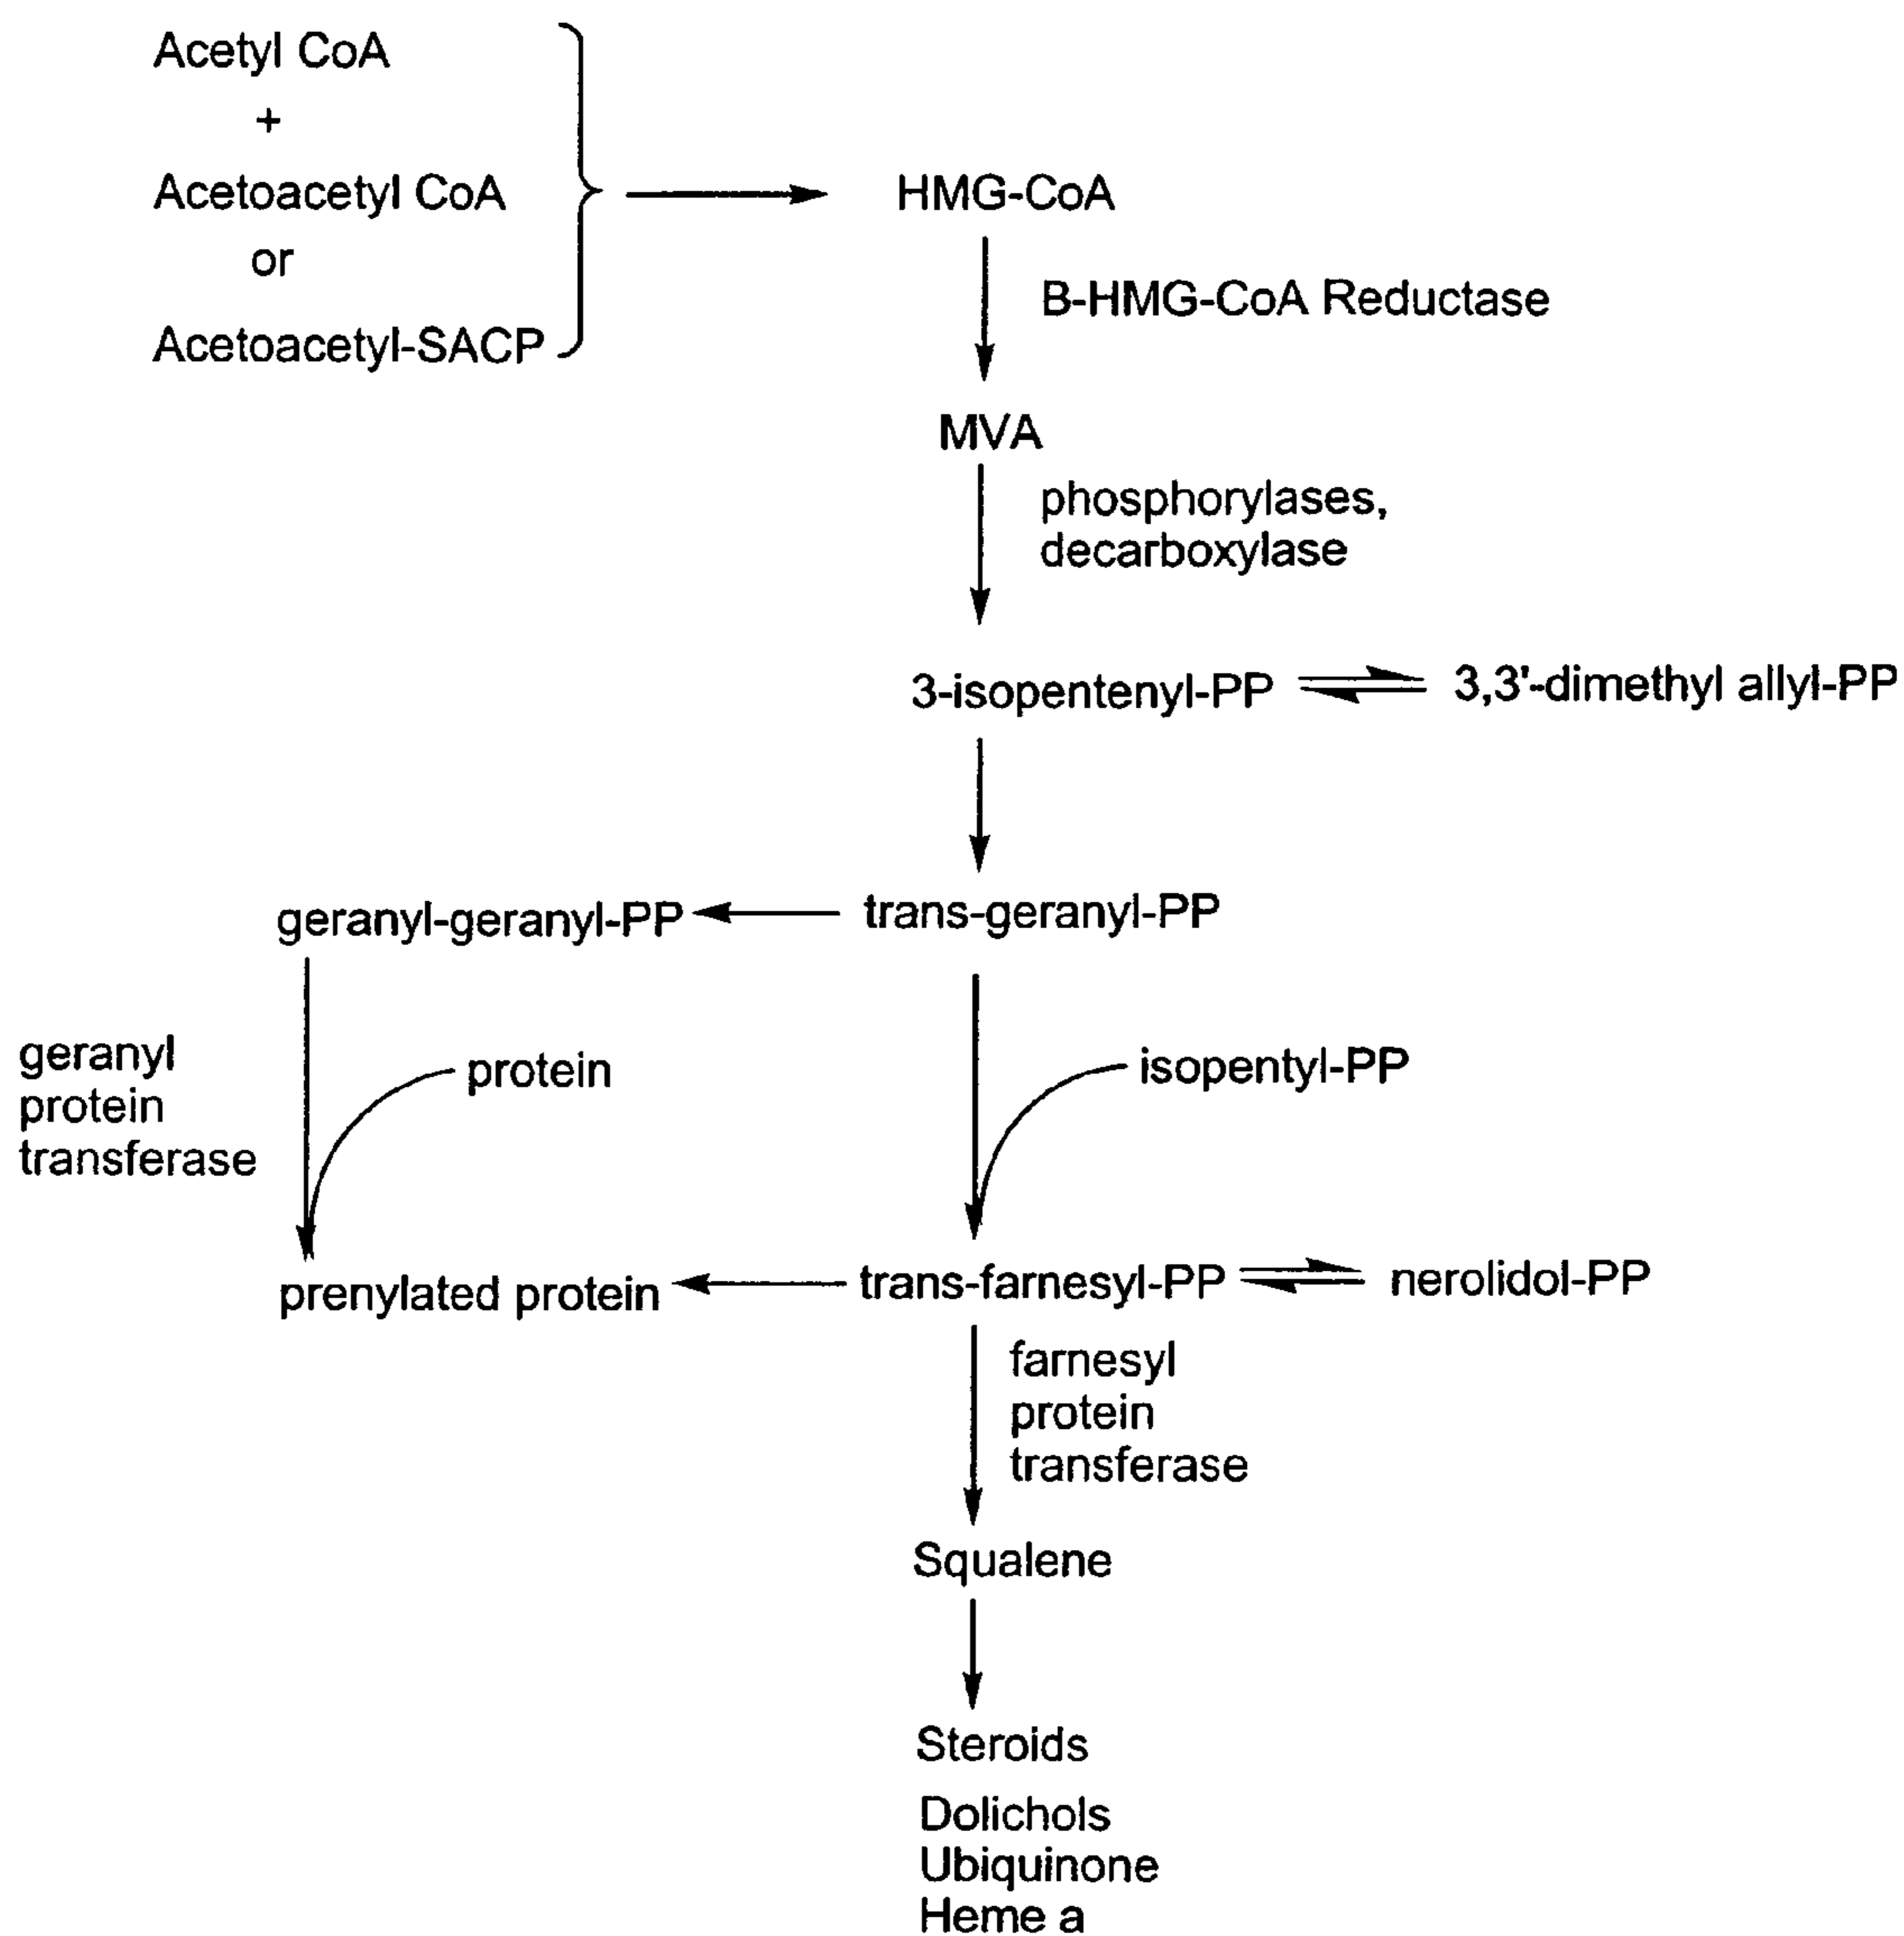 Acetyl CoA
+
Acetoacetyl CoA
or
Acetoacetyl-SACP
HMG-CoA
B-HMG-CoA Reductase
MVA
phosphorylases,
decarboxylase
3-isopentenyl-PP
3,3'-dimethyl allyl-PP
geranyl-geranyl-PP
trans-geranyl-PP
geranyl
protein
transferase
protein
isopentyl-PP
prenylated protein
trans-farnesyl-PP
nerolidol-PP
farnesyl
protein
transferase
Squalene
Steroids
Dolichols
Ubiquinone
Heme a